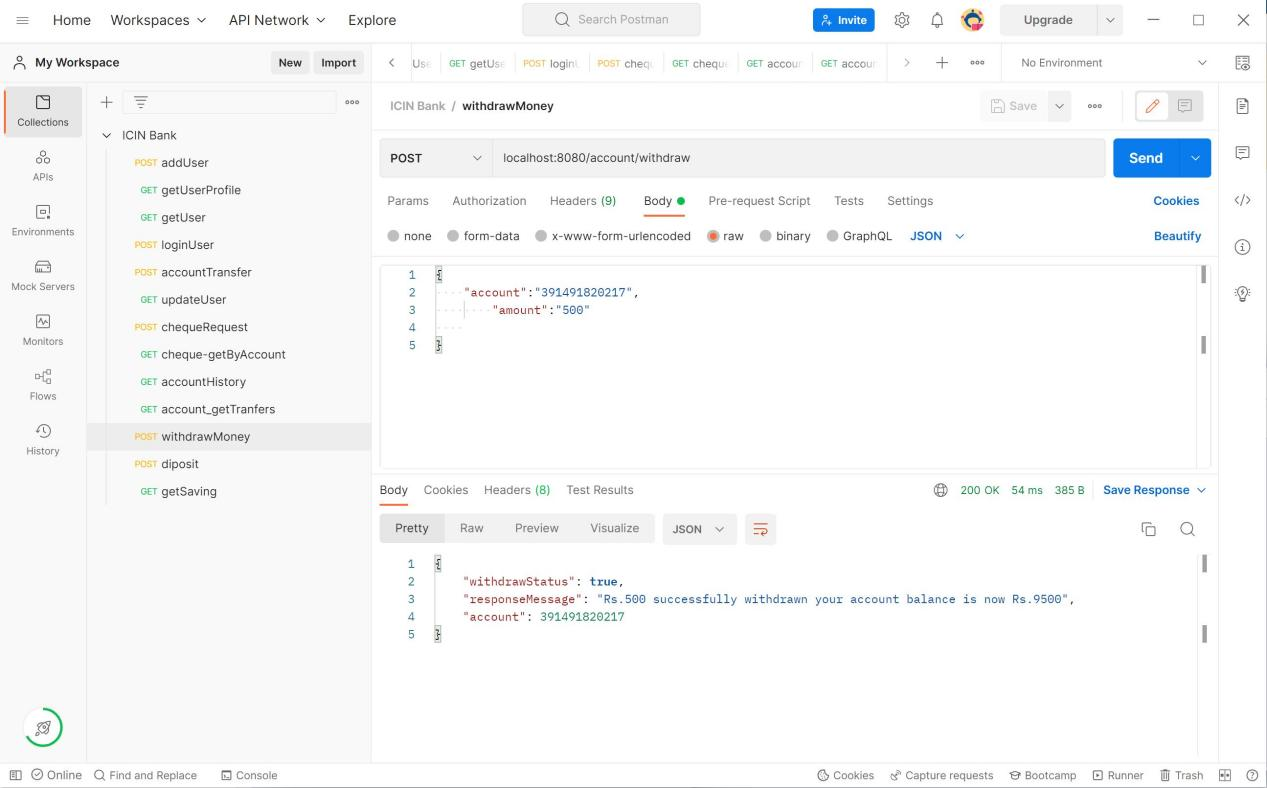 Home Workspaces API Network Explore Search Postman Invite Upgrade
My Workspace New Import
GET getUse POST loginU POST cheq GET cheque GET accour GET accour No Environment
ICIN Bank / withdrawMoney Save
Collections
APIs
Environments
Mock Servers
Monitors
Flows
History
ICIN Bank
POST addUser
GET getUserProfile
GET getUser
POST loginUser
POST accountTransfer
GET updateUser
POST chequeRequest
GET cheque-getByAccount
GET accountHistory
GET account_getTranfers
POST withdrawMoney
POST diposit
GET getSaving
POST localhost:8080/account/withdraw Send
Params Authorization Headers (9) Body Pre-request Script Tests Settings Cookies
none form-data x-www-form-urlencoded raw binary GraphQL JSON Beautify
1 {
2 "account":"391491820217",
3 "amount":"500"
4
5 }
Body Cookies Headers (8) Test Results 200 OK 54 ms 385 B Save Response
Pretty Raw Preview Visualize JSON
1 {
2 "withdrawStatus": true,
3 "responseMessage": "Rs.500 successfully withdrawn your account balance is now Rs.9500",
4 "account": 391491820217
5 }
Online Find and Replace Console Cookies Capture requests Bootcamp Runner Trash